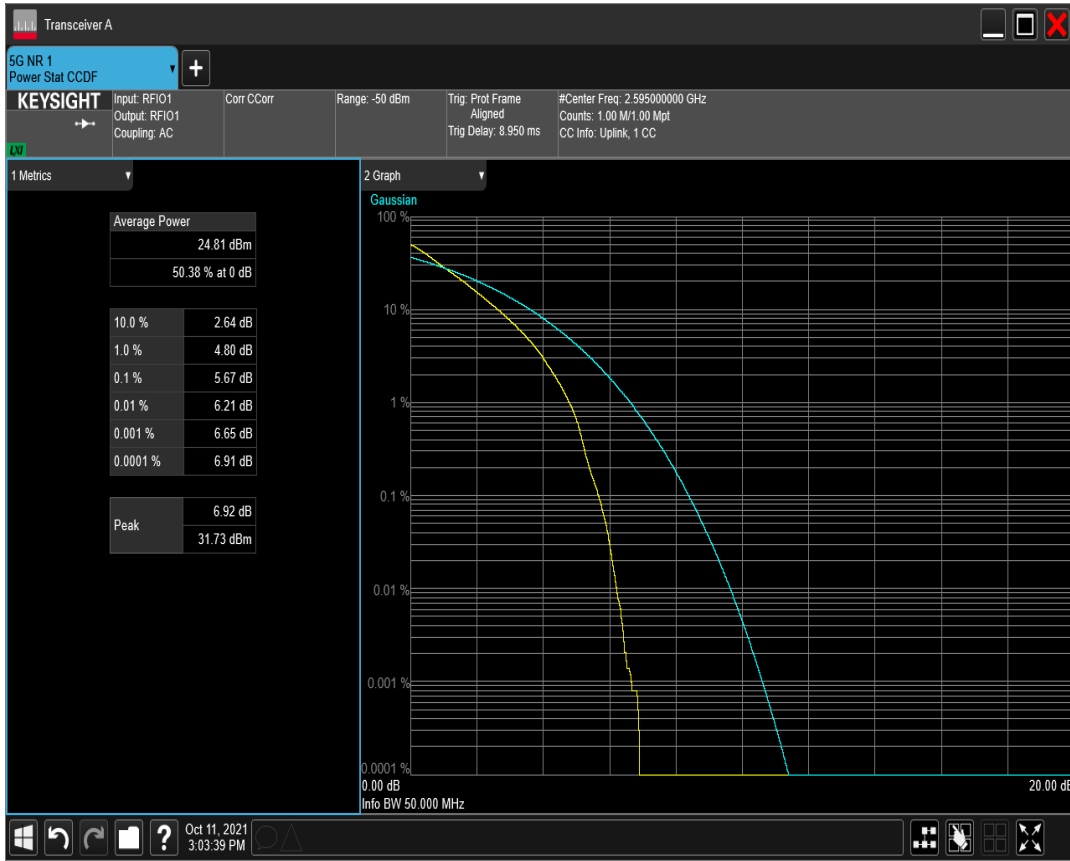 Transceiver A
5G NR 1
Power Stat CCDF
KEYSIGHT
LXI
Input: RFIO1
Output: RFIO1
Coupling: AC
Corr CCorr
Range: -50 dBm
Trig: Prot Frame
Aligned
Trig Delay: 8.950 ms
#Center Freq: 2.595000000 GHz
Counts: 1.00 M/1.00 Mpt
CC Info: Uplink, 1 CC
1 Metrics
Average Power
24.81 dBm
50.38 % at 0 dB
10.0 % 2.64 dB
1.0 % 4.80 dB
0.1 % 5.67 dB
0.01 % 6.21 dB
0.001 % 6.65 dB
0.0001 % 6.91 dB
Peak
6.92 dB
31.73 dBm
2 Graph
Gaussian
100 %
10 %
1 %
0.1 %
0.01 %
0.001 %
0.0001 %
0.00 dB 20.00 dB
Info BW 50.000 MHz
Oct 11, 2021
3:03:39 PM